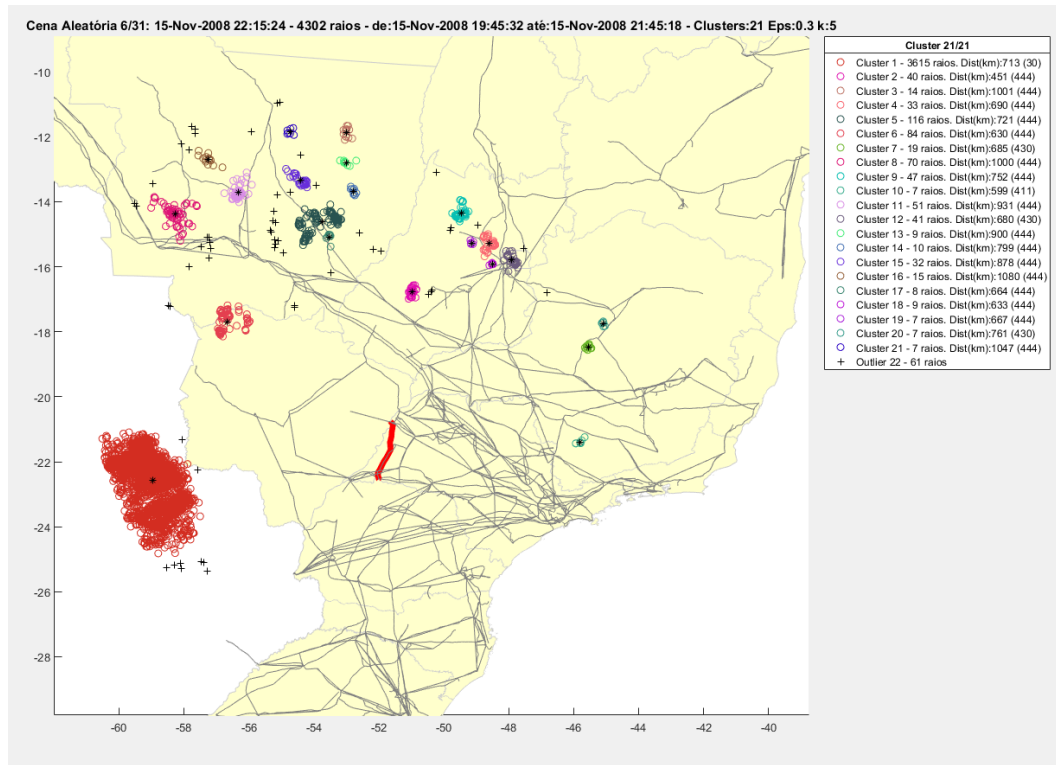 Cena Aleatória 6/31: 15-Nov-2008 22:15:24 - 4302 raios - de:15-Nov-2008 19:45:32 até:15-Nov-2008 21:45:18 - Clusters:21 Eps:0.3 k:5
Cluster 21/21
Cluster 1 - 3615 raios. Dist(km):713 (30)
Cluster 2 - 40 raios. Dist(km):451 (444)
Cluster 3 - 14 raios. Dist(km):1001 (444)
Cluster 4 - 33 raios. Dist(km):690 (444)
Cluster 5 - 116 raios. Dist(km):721 (444)
Cluster 6 - 84 raios. Dist(km):630 (444)
Cluster 7 - 19 raios. Dist(km):685 (430)
Cluster 8 - 70 raios. Dist(km):1000 (444)
Cluster 9 - 47 raios. Dist(km):752 (444)
Cluster 10 - 7 raios. Dist(km):599 (411)
Cluster 11 - 51 raios. Dist(km):931 (444)
Cluster 12 - 41 raios. Dist(km):680 (430)
Cluster 13 - 9 raios. Dist(km):900 (444)
Cluster 14 - 10 raios. Dist(km):799 (444)
Cluster 15 - 32 raios. Dist(km):878 (444)
Cluster 16 - 15 raios. Dist(km):1080 (444)
Cluster 17 - 8 raios. Dist(km):664 (444)
Cluster 18 - 9 raios. Dist(km):633 (444)
Cluster 19 - 7 raios. Dist(km):667 (444)
Cluster 20 - 7 raios. Dist(km):761 (430)
Cluster 21 - 7 raios. Dist(km):1047 (444)
Outlier 22 - 61 raios
-10
-12
-14
-16
-18
-20
-22
-24
-26
-28
-60 -58 -56 -54 -52 -50 -48 -46 -44 -42 -40